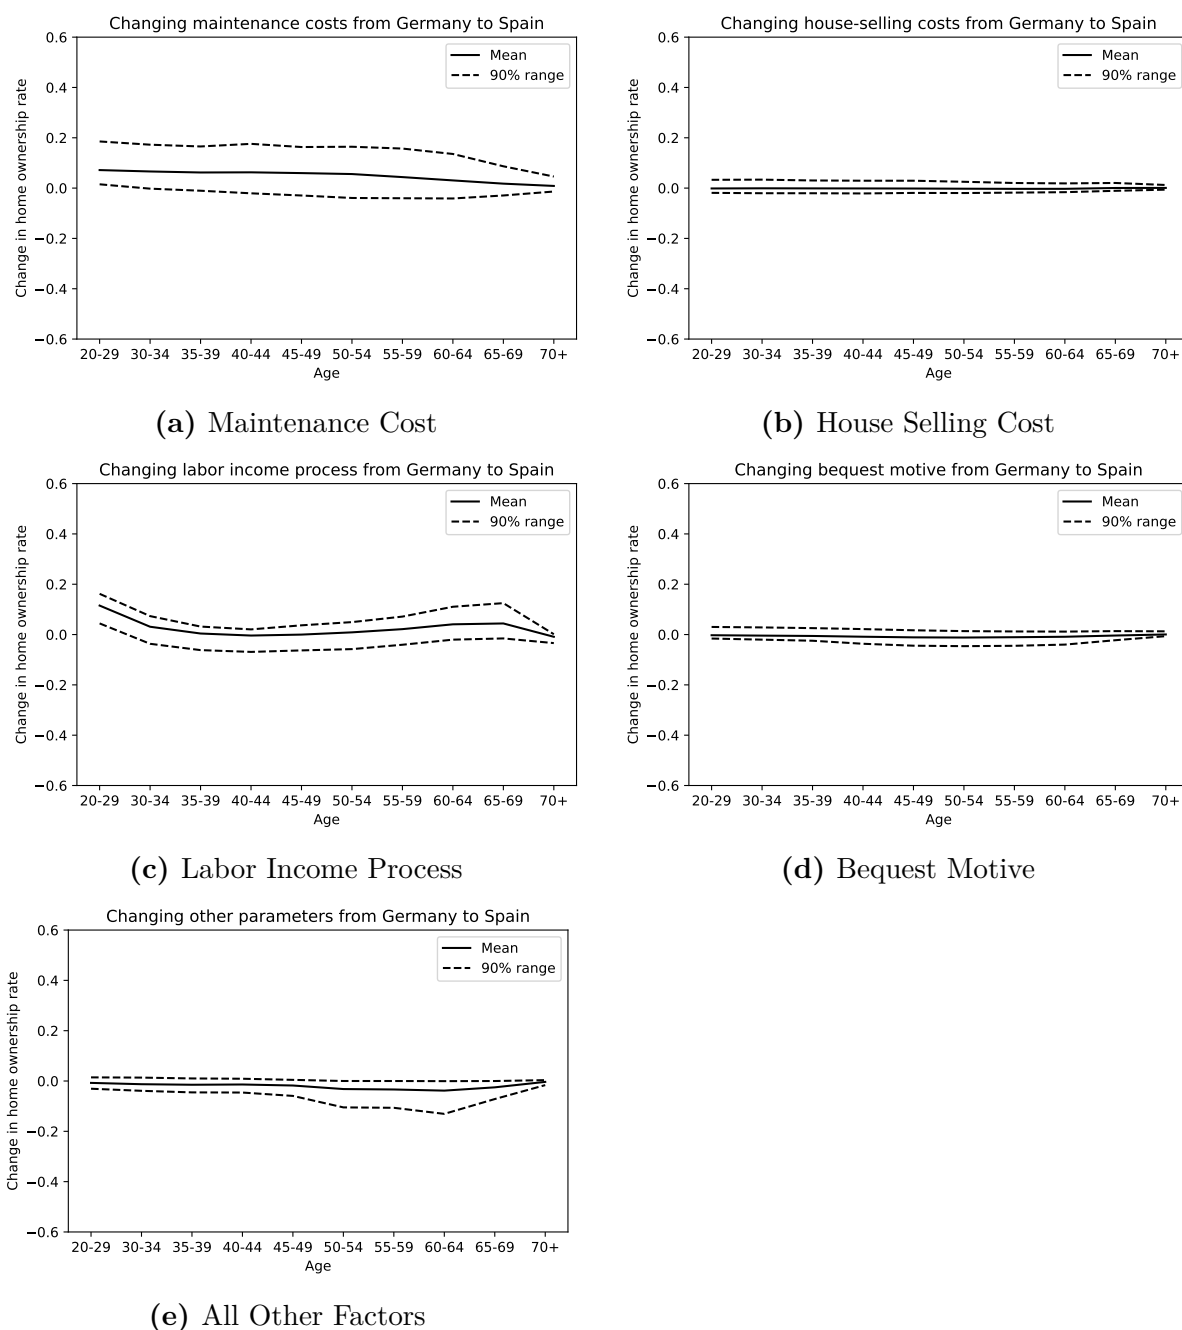 Changing maintenance costs from Germany to Spain
Change in home ownership rate
0.6
0.4
0.2
0.0
−0.2
−0.4
−0.6
Mean
90% range
20-29 30-34 35-39 40-44 45-49 50-54 55-59 60-64 65-69 70+
Age
(a) Maintenance Cost
Changing house-selling costs from Germany to Spain
Change in home ownership rate
0.6
0.4
0.2
0.0
−0.2
−0.4
−0.6
Mean
90% range
20-29 30-34 35-39 40-44 45-49 50-54 55-59 60-64 65-69 70+
Age
(b) House Selling Cost
Changing labor income process from Germany to Spain
Change in home ownership rate
0.6
0.4
0.2
0.0
−0.2
−0.4
−0.6
Mean
90% range
20-29 30-34 35-39 40-44 45-49 50-54 55-59 60-64 65-69 70+
Age
(c) Labor Income Process
Changing bequest motive from Germany to Spain
Change in home ownership rate
0.6
0.4
0.2
0.0
−0.2
−0.4
−0.6
Mean
90% range
20-29 30-34 35-39 40-44 45-49 50-54 55-59 60-64 65-69 70+
Age
(d) Bequest Motive
Changing other parameters from Germany to Spain
Change in home ownership rate
0.6
0.4
0.2
0.0
−0.2
−0.4
−0.6
Mean
90% range
20-29 30-34 35-39 40-44 45-49 50-54 55-59 60-64 65-69 70+
Age
(e) All Other Factors